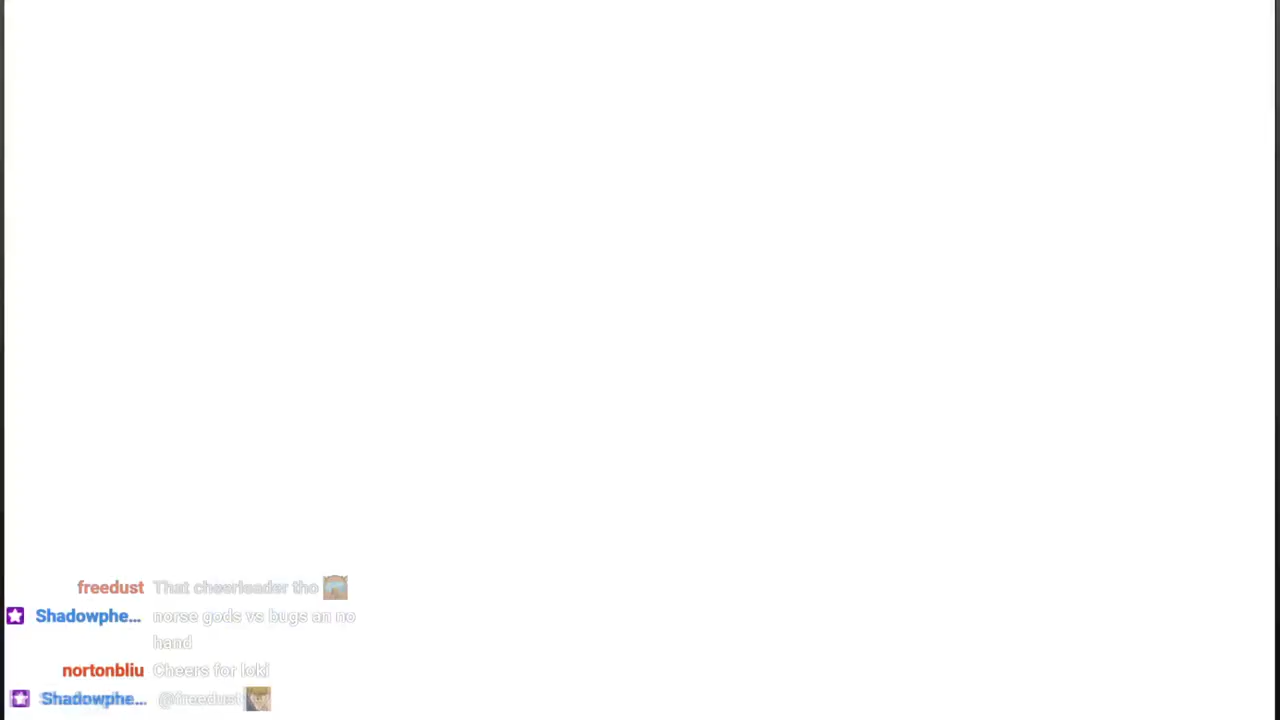 freedust That cheerleader tho
Shadowphe... norse gods vs bugs an no
hand
nortonbliu Cheers for loki
Shadowphe... @freedust